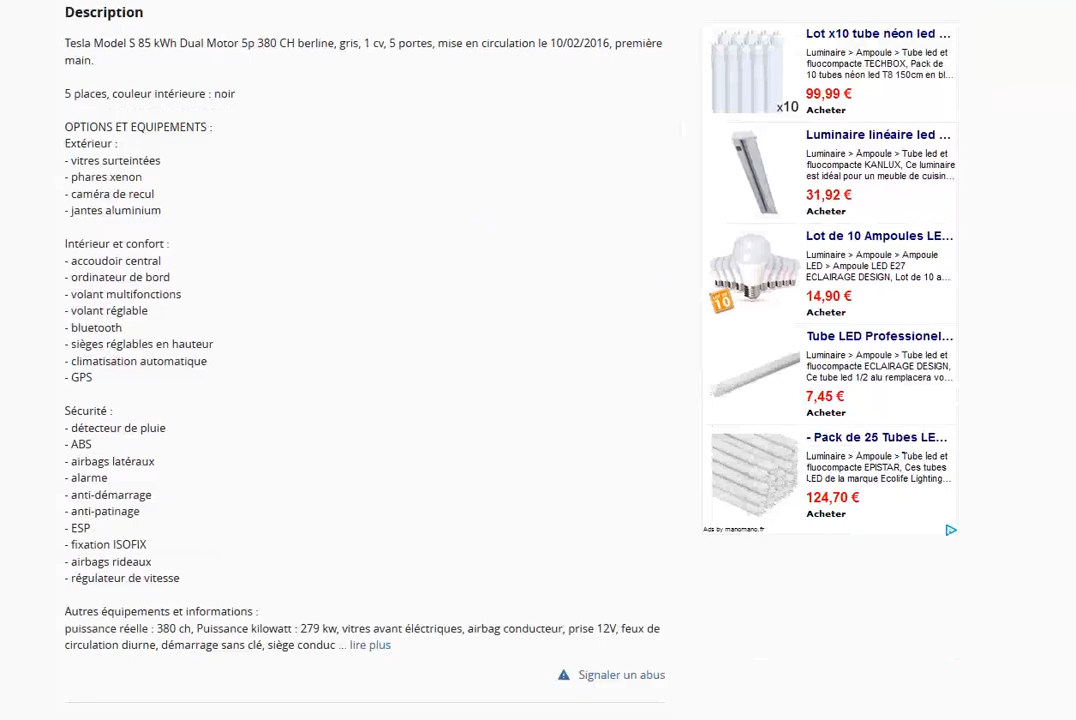 Description
Tesla Model S 85 kWh Dual Motor 5p 380 CH berline, gris, 1 cv, 5 portes, mise en circulation le 10/02/2016, première
main.
5 places, couleur intérieure : noir
OPTIONS ET EQUIPEMENTS :
Extérieur :
- vitres surteintées
- phares xenon
- caméra de recul
- jantes aluminium
Intérieur et confort :
- accoudoir central
- ordinateur de bord
- volant multifonctions
- volant réglable
- bluetooth
- sièges réglables en hauteur
- climatisation automatique
- GPS
Sécurité :
- détecteur de pluie
- ABS
- airbags latéraux
- alarme
- anti-démarrage
- anti-patinage
- ESP
- fixation ISOFIX
- airbags rideaux
- régulateur de vitesse
Autres équipements et informations :
puissance réelle : 380 ch, Puissance kilowatt : 279 kw, vitres avant éléctriques, airbag conducteur, prise 12V, feux de
circulation diurne, démarrage sans clé, siège conduc ... lire plus
Signaler un abus
Lot x10 tube néon led ...
Luminaire > Ampoule > Tube led et
fluocompacte TECHBOX, Pack de
10 tubes néon led T8 150cm en bl...
x10
99,99 €
Acheter
Luminaire linéaire led ...
Luminaire > Ampoule > Tube led et
fluocompacte KANLUX, Ce luminaire
est idéal pour un meuble de cuisin...
31,92 €
Acheter
Lot de 10 Ampoules LE...
Luminaire > Ampoule > Ampoule
LED > Ampoule LED E27
ECLAIRAGE DESIGN, Lot de 10 a...
10
14,90 €
Acheter
Tube LED Professionel...
Luminaire > Ampoule > Tube led et
fluocompacte ECLAIRAGE DESIGN,
Ce tube led 1/2 alu remplacera vo...
7,45 €
Acheter
- Pack de 25 Tubes LE...
Luminaire > Ampoule > Tube led et
fluocompacte EPISTAR, Ces tubes
LED de la marque Ecolife Lighting...
124,70 €
Acheter
Ads by manomano.fr